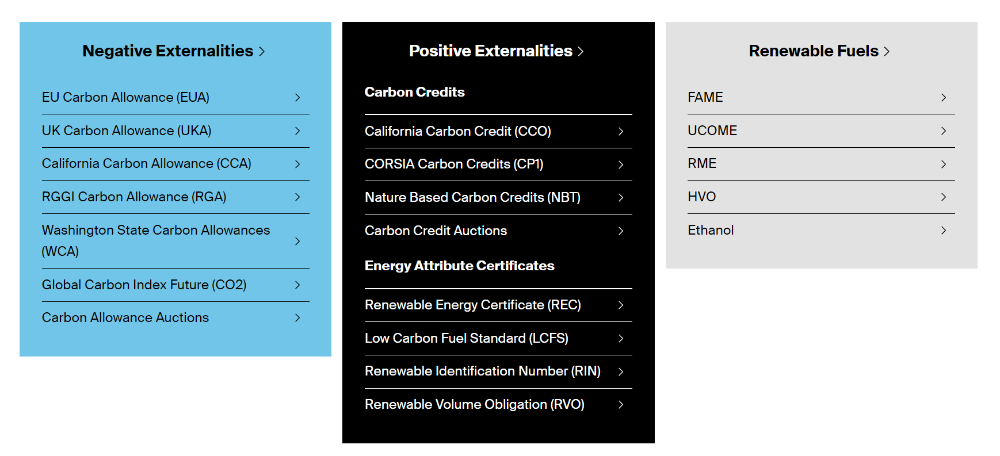 Negative Externalities
EU Carbon Allowance (EUA)
UK Carbon Allowance (UKA)
California Carbon Allowance (CCA)
RGGI Carbon Allowance (RGA)
Washington State Carbon Allowances
(WCA)
Global Carbon Index Future (CO2)
Carbon Allowance Auctions
Positive Externalities
Carbon Credits
California Carbon Credit (CCO)
CORSIA Carbon Credits (CP1)
Nature Based Carbon Credits (NBT)
Carbon Credit Auctions
Energy Attribute Certificates
Renewable Energy Certificate (REC)
Low Carbon Fuel Standard (LCFS)
Renewable Identification Number (RIN)
Renewable Volume Obligation (RVO)
Renewable Fuels
FAME
UCOME
RME
HVO
Ethanol